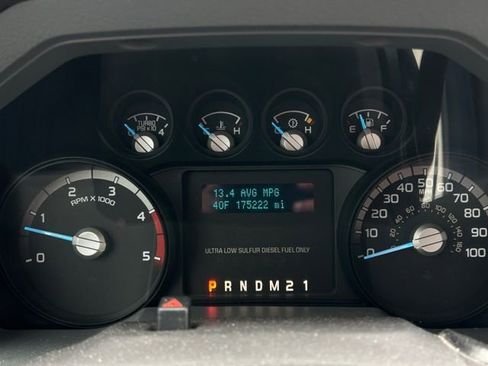 TURBO
PSI X 10
0 4
C H
H
E F
13.4 AVG MPG
40F 175222 mi
ULTRA LOW SULFUR DIESEL FUEL ONLY
P R N D M 2 1
0 1 2 3 4 5
RPM X 1000
0 10 20 30 40 50 60 70 80 90 100